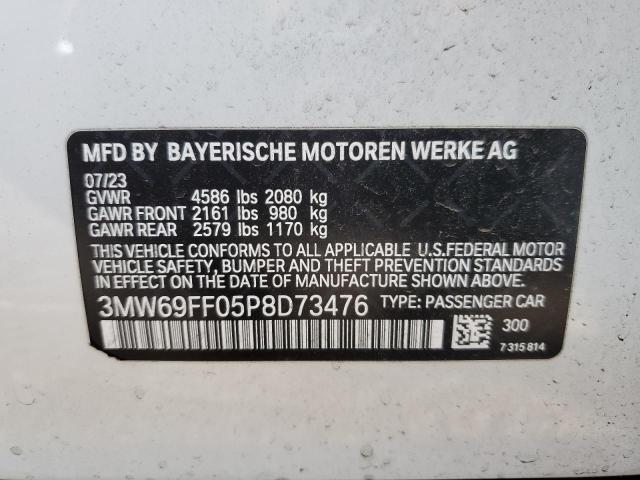 MFD BY BAYERISCHE MOTOREN WERKE AG
07/23
GVWR 4586 lbs 2080 kg
GAWR FRONT 2161 lbs 980 kg
GAWR REAR 2579 lbs 1170 kg
THIS VEHICLE CONFORMS TO ALL APPLICABLE U.S.FEDERAL MOTOR
VEHICLE SAFETY, BUMPER AND THEFT PREVENTION STANDARDS
IN EFFECT ON THE DATE OF MANUFACTURE SHOWN ABOVE.
3MW69FF05P8D73476 TYPE: PASSENGER CAR
300
7 315 814